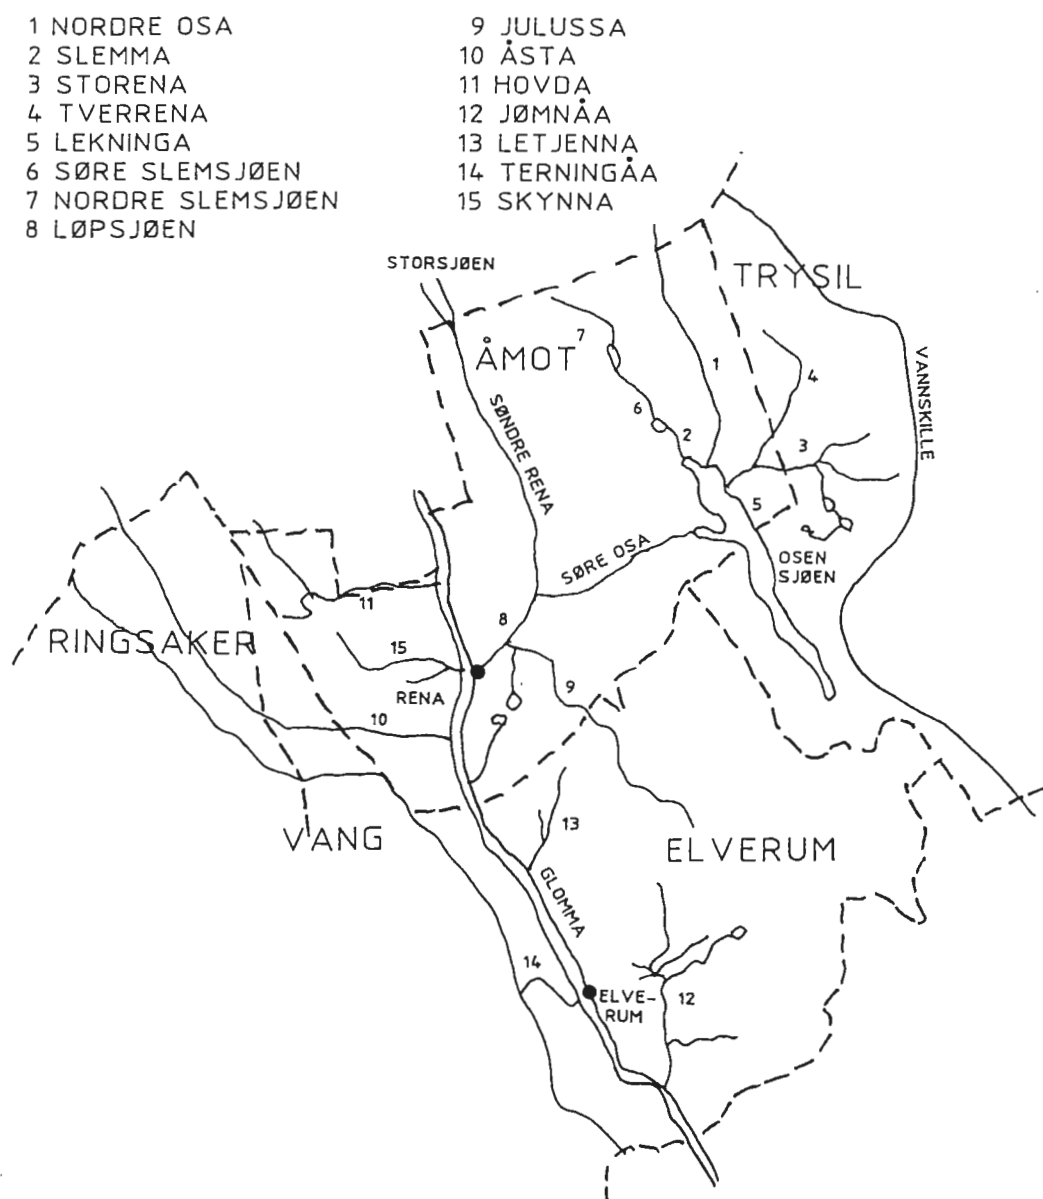 1 NORDRE OSA
2 SLEMMA
3 STORENA
4 TVERRENA
5 LEKNINGA
6 SØRE SLEMSJØEN
7 NORDRE SLEMSJØEN
8 LØPSJØEN
9 JULUSSA
10 ÅSTA
11 HOVDA
12 JØMNÅA
13 LETJENNA
14 TERNINGÅA
15 SKYNNA
STORSJØEN
TRYSIL
ÅMOT
7
1
4
VANNSKILLE
SØNDRE RENA
6
2
3
5
OSEN
SJØEN
SØRE OSA
11
8
RINGSAKER
15
RENA
9
10
13
VANG
ELVERUM
GLOMMA
14
12
ELVE-
RUM